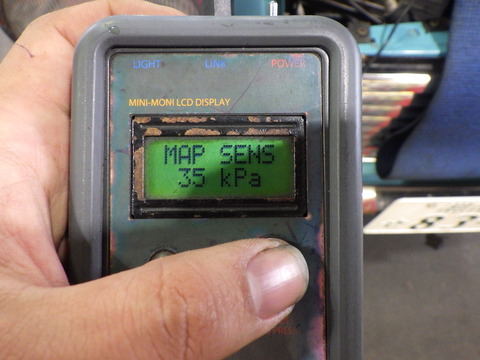 LIGHT LINK POWER
MINI-MONI LCD DISPLAY
MAP SENS
35 kPa